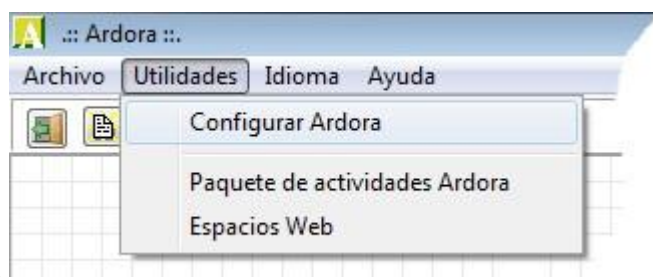 .:: Ardora ::.
Archivo Utilidades Idioma Ayuda
Configurar Ardora
Paquete de actividades Ardora
Espacios Web